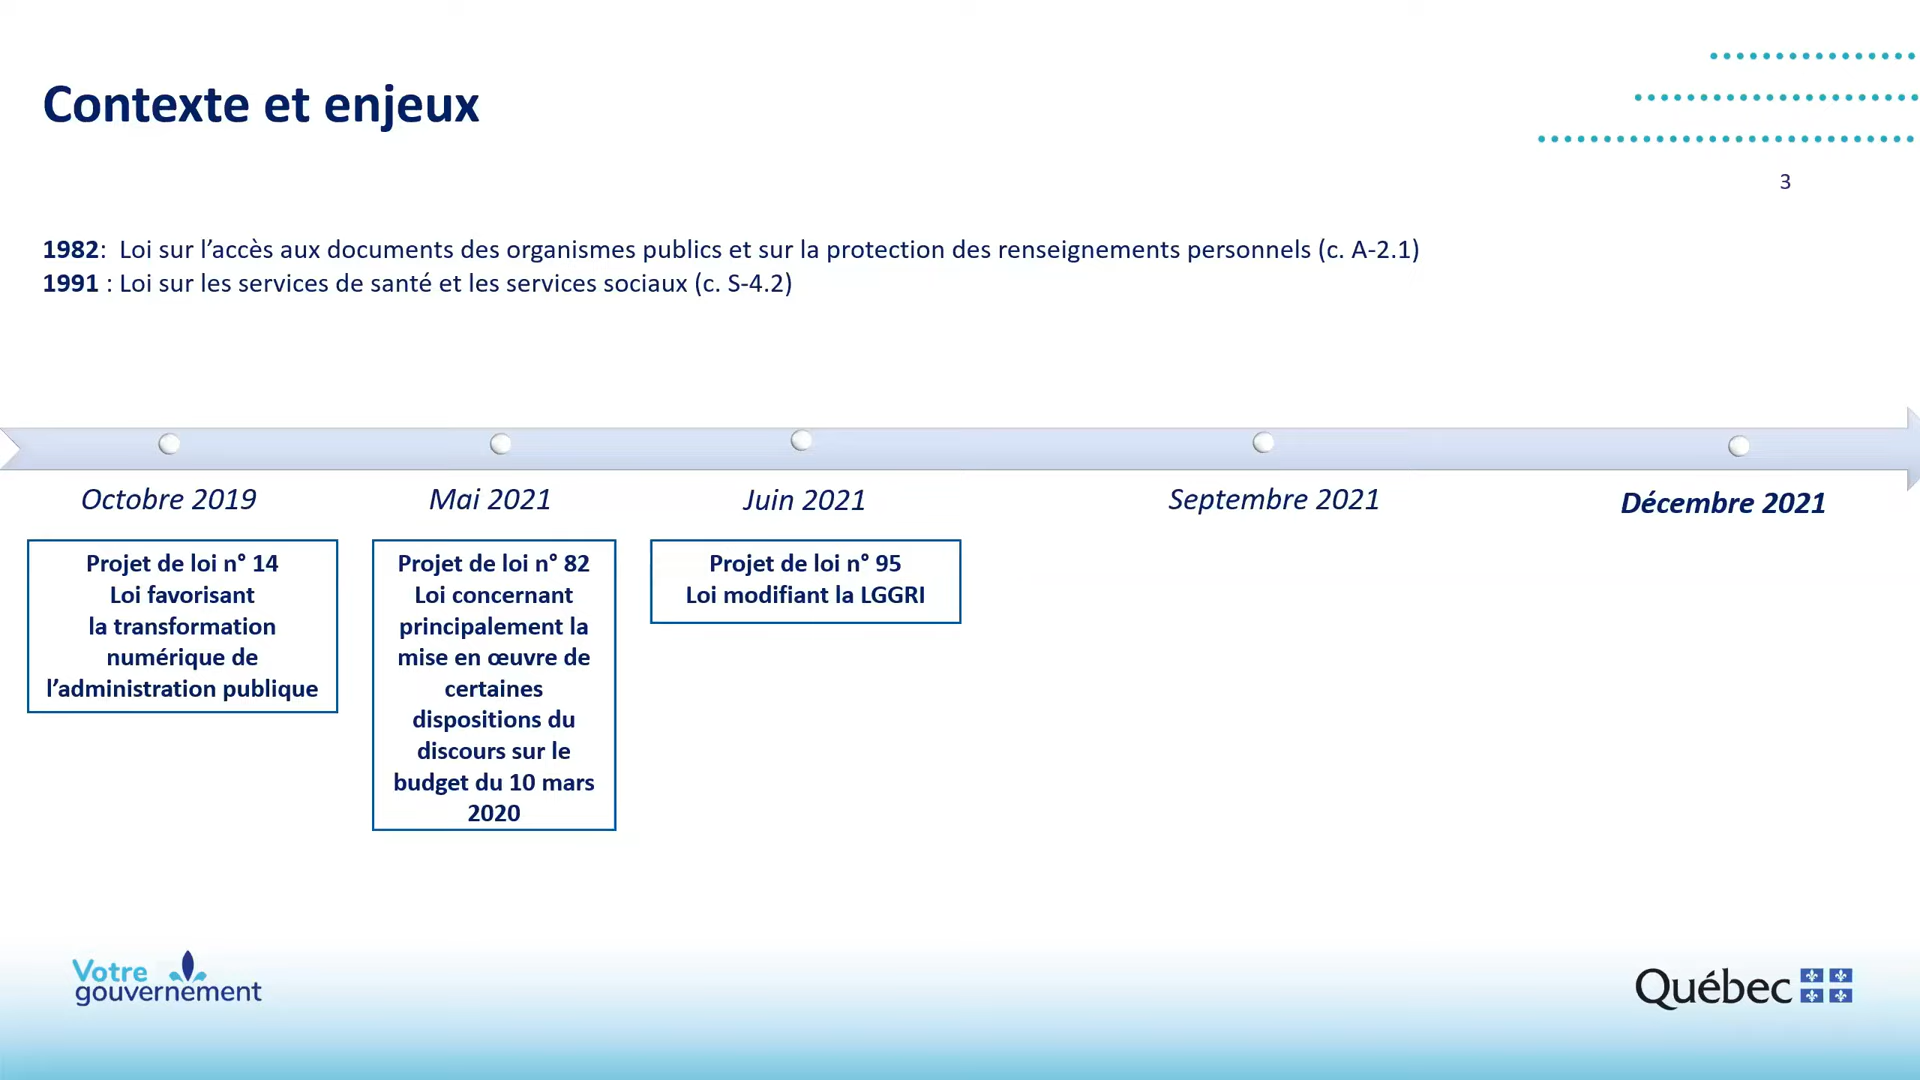 Contexte et enjeux
3
1982:  Loi sur l’accès aux documents des organismes publics et sur la protection des renseignements personnels (c. A-2.1)
1991 : Loi sur les services de santé et les services sociaux (c. S-4.2)
Octobre 2019
Mai 2021
Juin 2021
Septembre 2021
Décembre 2021
Projet de loi n° 14
Loi favorisant
la transformation
numérique de
l’administration publique
Projet de loi n° 82
Loi concernant
principalement la
mise en œuvre de
certaines
dispositions du
discours sur le
budget du 10 mars
2020
Projet de loi n° 95
Loi modifiant la LGGRI
Votre
gouvernement
Québec